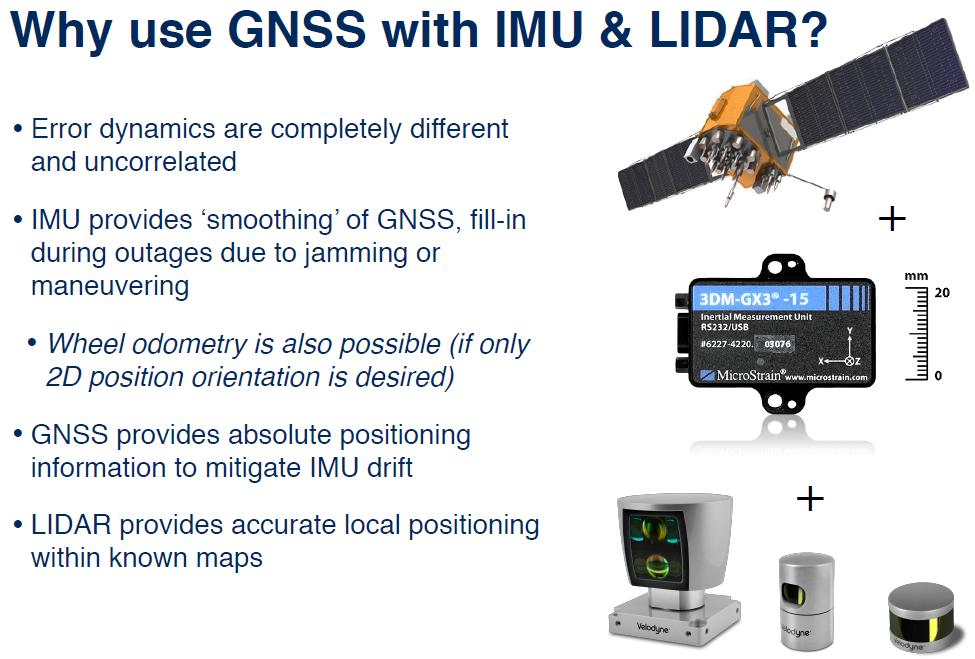 Why use GNSS with IMU & LIDAR?
• Error dynamics are completely different
and uncorrelated
• IMU provides ‘smoothing’ of GNSS, fill-in
during outages due to jamming or
maneuvering
• Wheel odometry is also possible (if only
2D position orientation is desired)
• GNSS provides absolute positioning
information to mitigate IMU drift
• LIDAR provides accurate local positioning
within known maps
+
3DM-GX3® -15
Inertial Measurement Unit
RS232/USB
#6227-4220. 03076
Y
X Z
MicroStrain® www.microstrain.com
mm
20
0
+
Velodyne
Velodyne
Velodyne